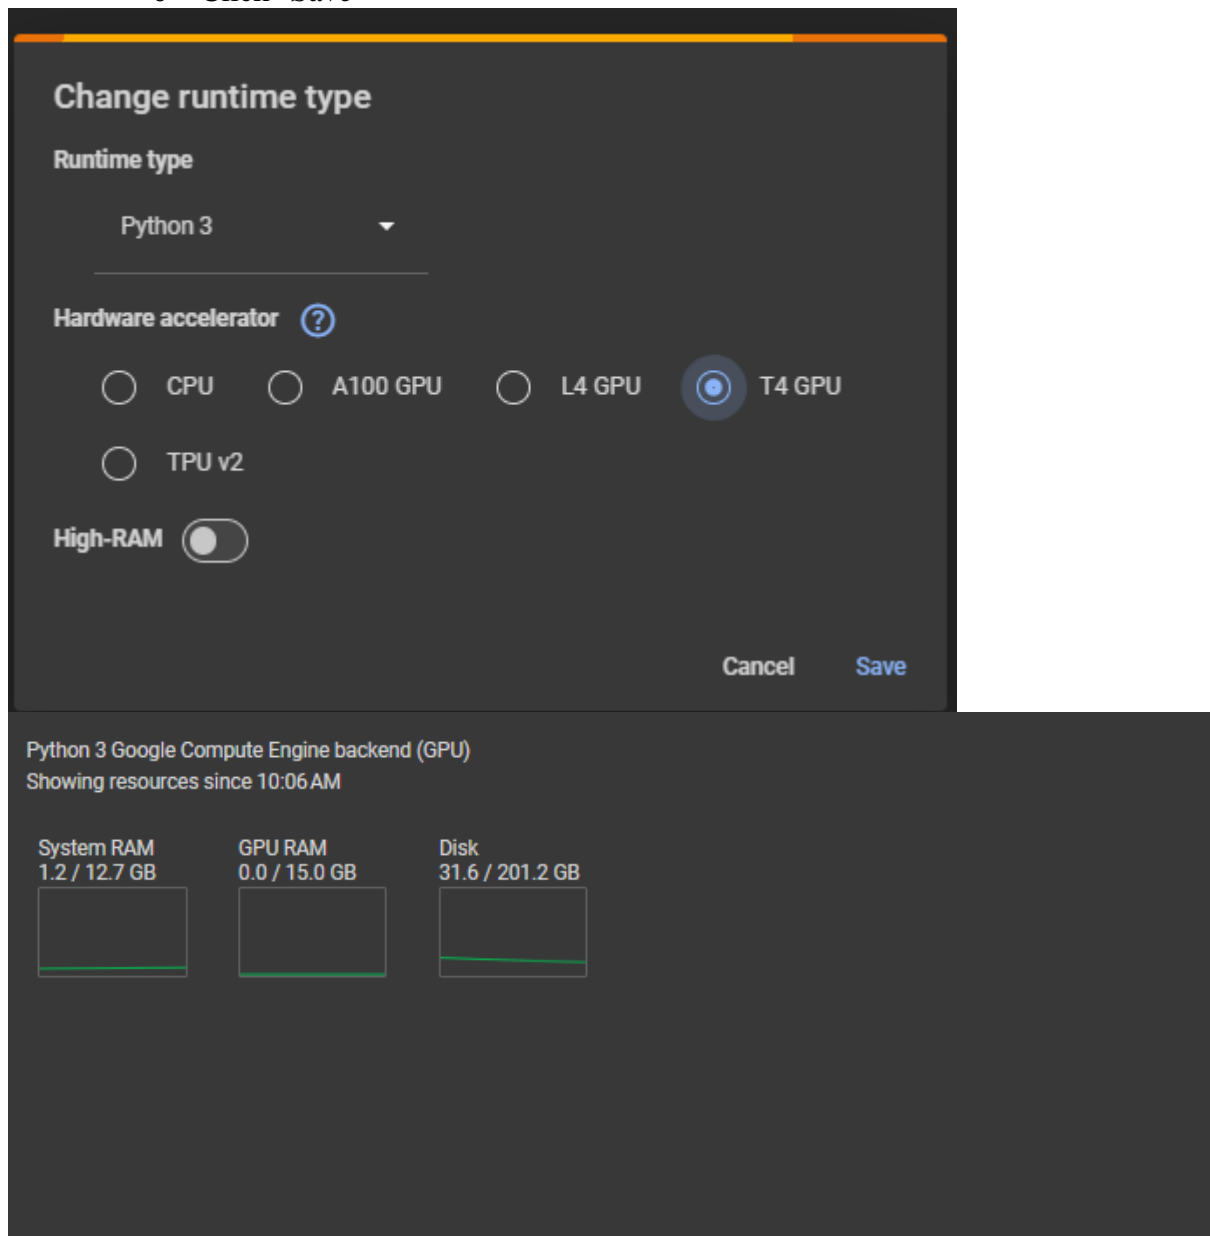 Change runtime type
Runtime type
Python 3
Hardware accelerator ?
CPU A100 GPU L4 GPU T4 GPU
TPU v2
High-RAM
Cancel Save
Python 3 Google Compute Engine backend (GPU)
Showing resources since 10:06 AM
System RAM GPU RAM Disk
1.2 / 12.7 GB 0.0 / 15.0 GB 31.6 / 201.2 GB